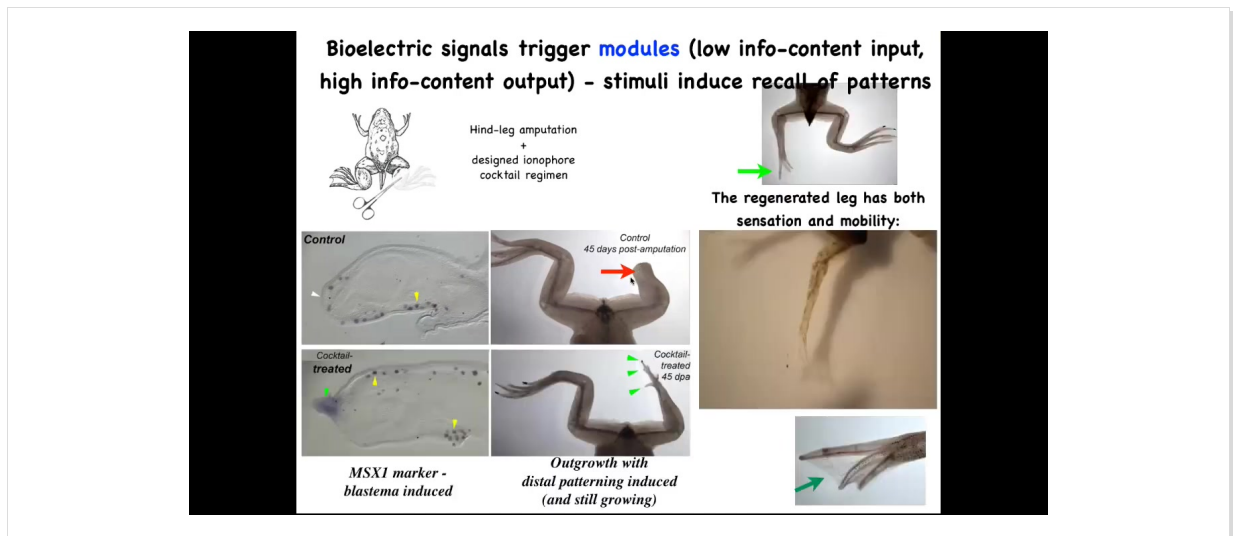 Bioelectric signals trigger modules (low info-content input,
high info-content output) - stimuli induce recall of patterns
Hind-leg amputation
+
designed ionophore
cocktail regimen
The regenerated leg has both
sensation and mobility:
Control
Control
45 days post-amputation
Cocktail-
treated
Cocktail-
treated
45 dpa
MSX1 marker -
blastema induced
Outgrowth with
distal patterning induced
(and still growing)